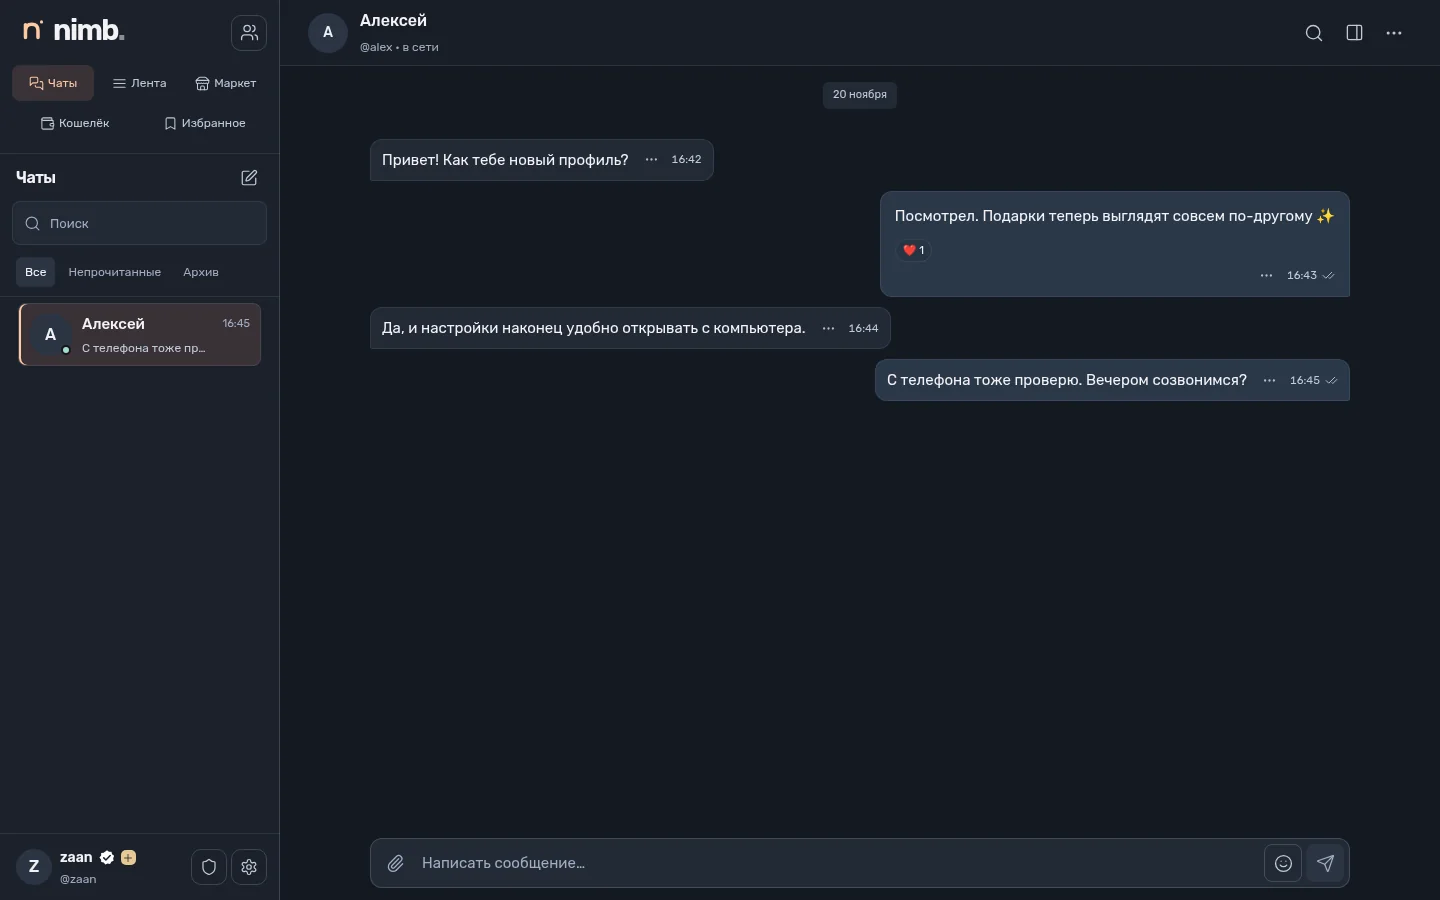 nimb.
Чаты
Лента
Маркет
Кошелёк
Избранное
Чаты
Поиск
Все
Непрочитанные
Архив
А
Алексей
16:45
С телефона тоже пр...
Z
zaan
@zaan
А
Алексей
@alex • в сети
20 ноября
Привет! Как тебе новый профиль? 16:42
Посмотрел. Подарки теперь выглядят совсем по-другому ✨
❤️ 1
16:43
Да, и настройки наконец удобно открывать с компьютера. 16:44
С телефона тоже проверю. Вечером созвонимся? 16:45
Написать сообщение...